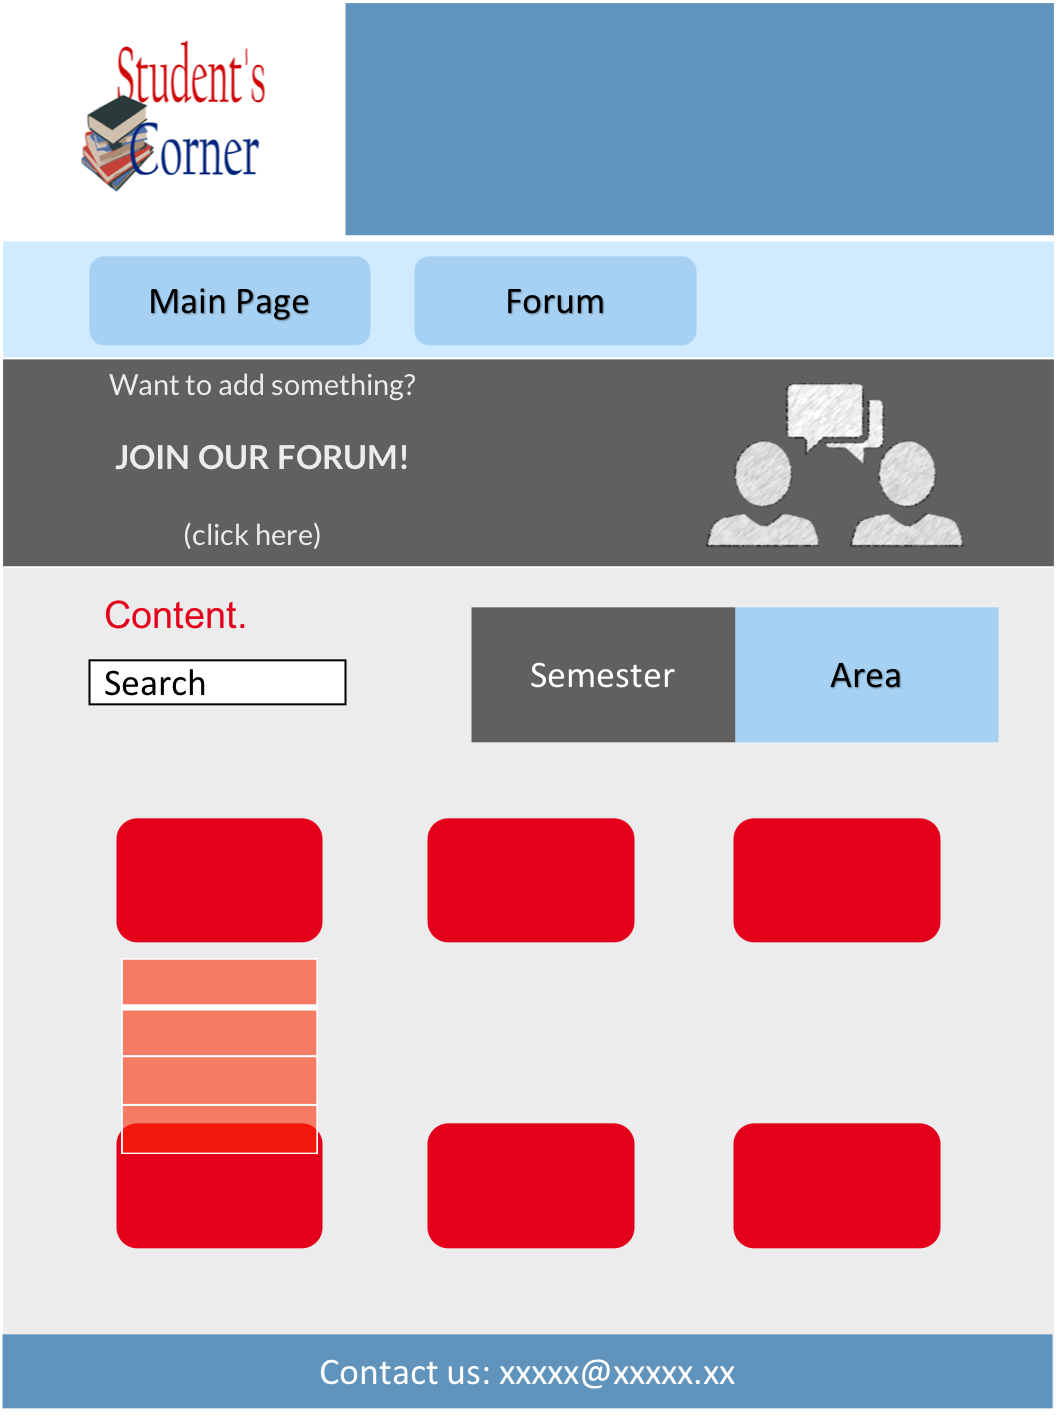 Student's
Corner
Main Page
Forum
Want to add something?
JOIN OUR FORUM!
(click here)
Content.
Search
Semester
Area
Contact us: xxxxx@xxxxx.xx